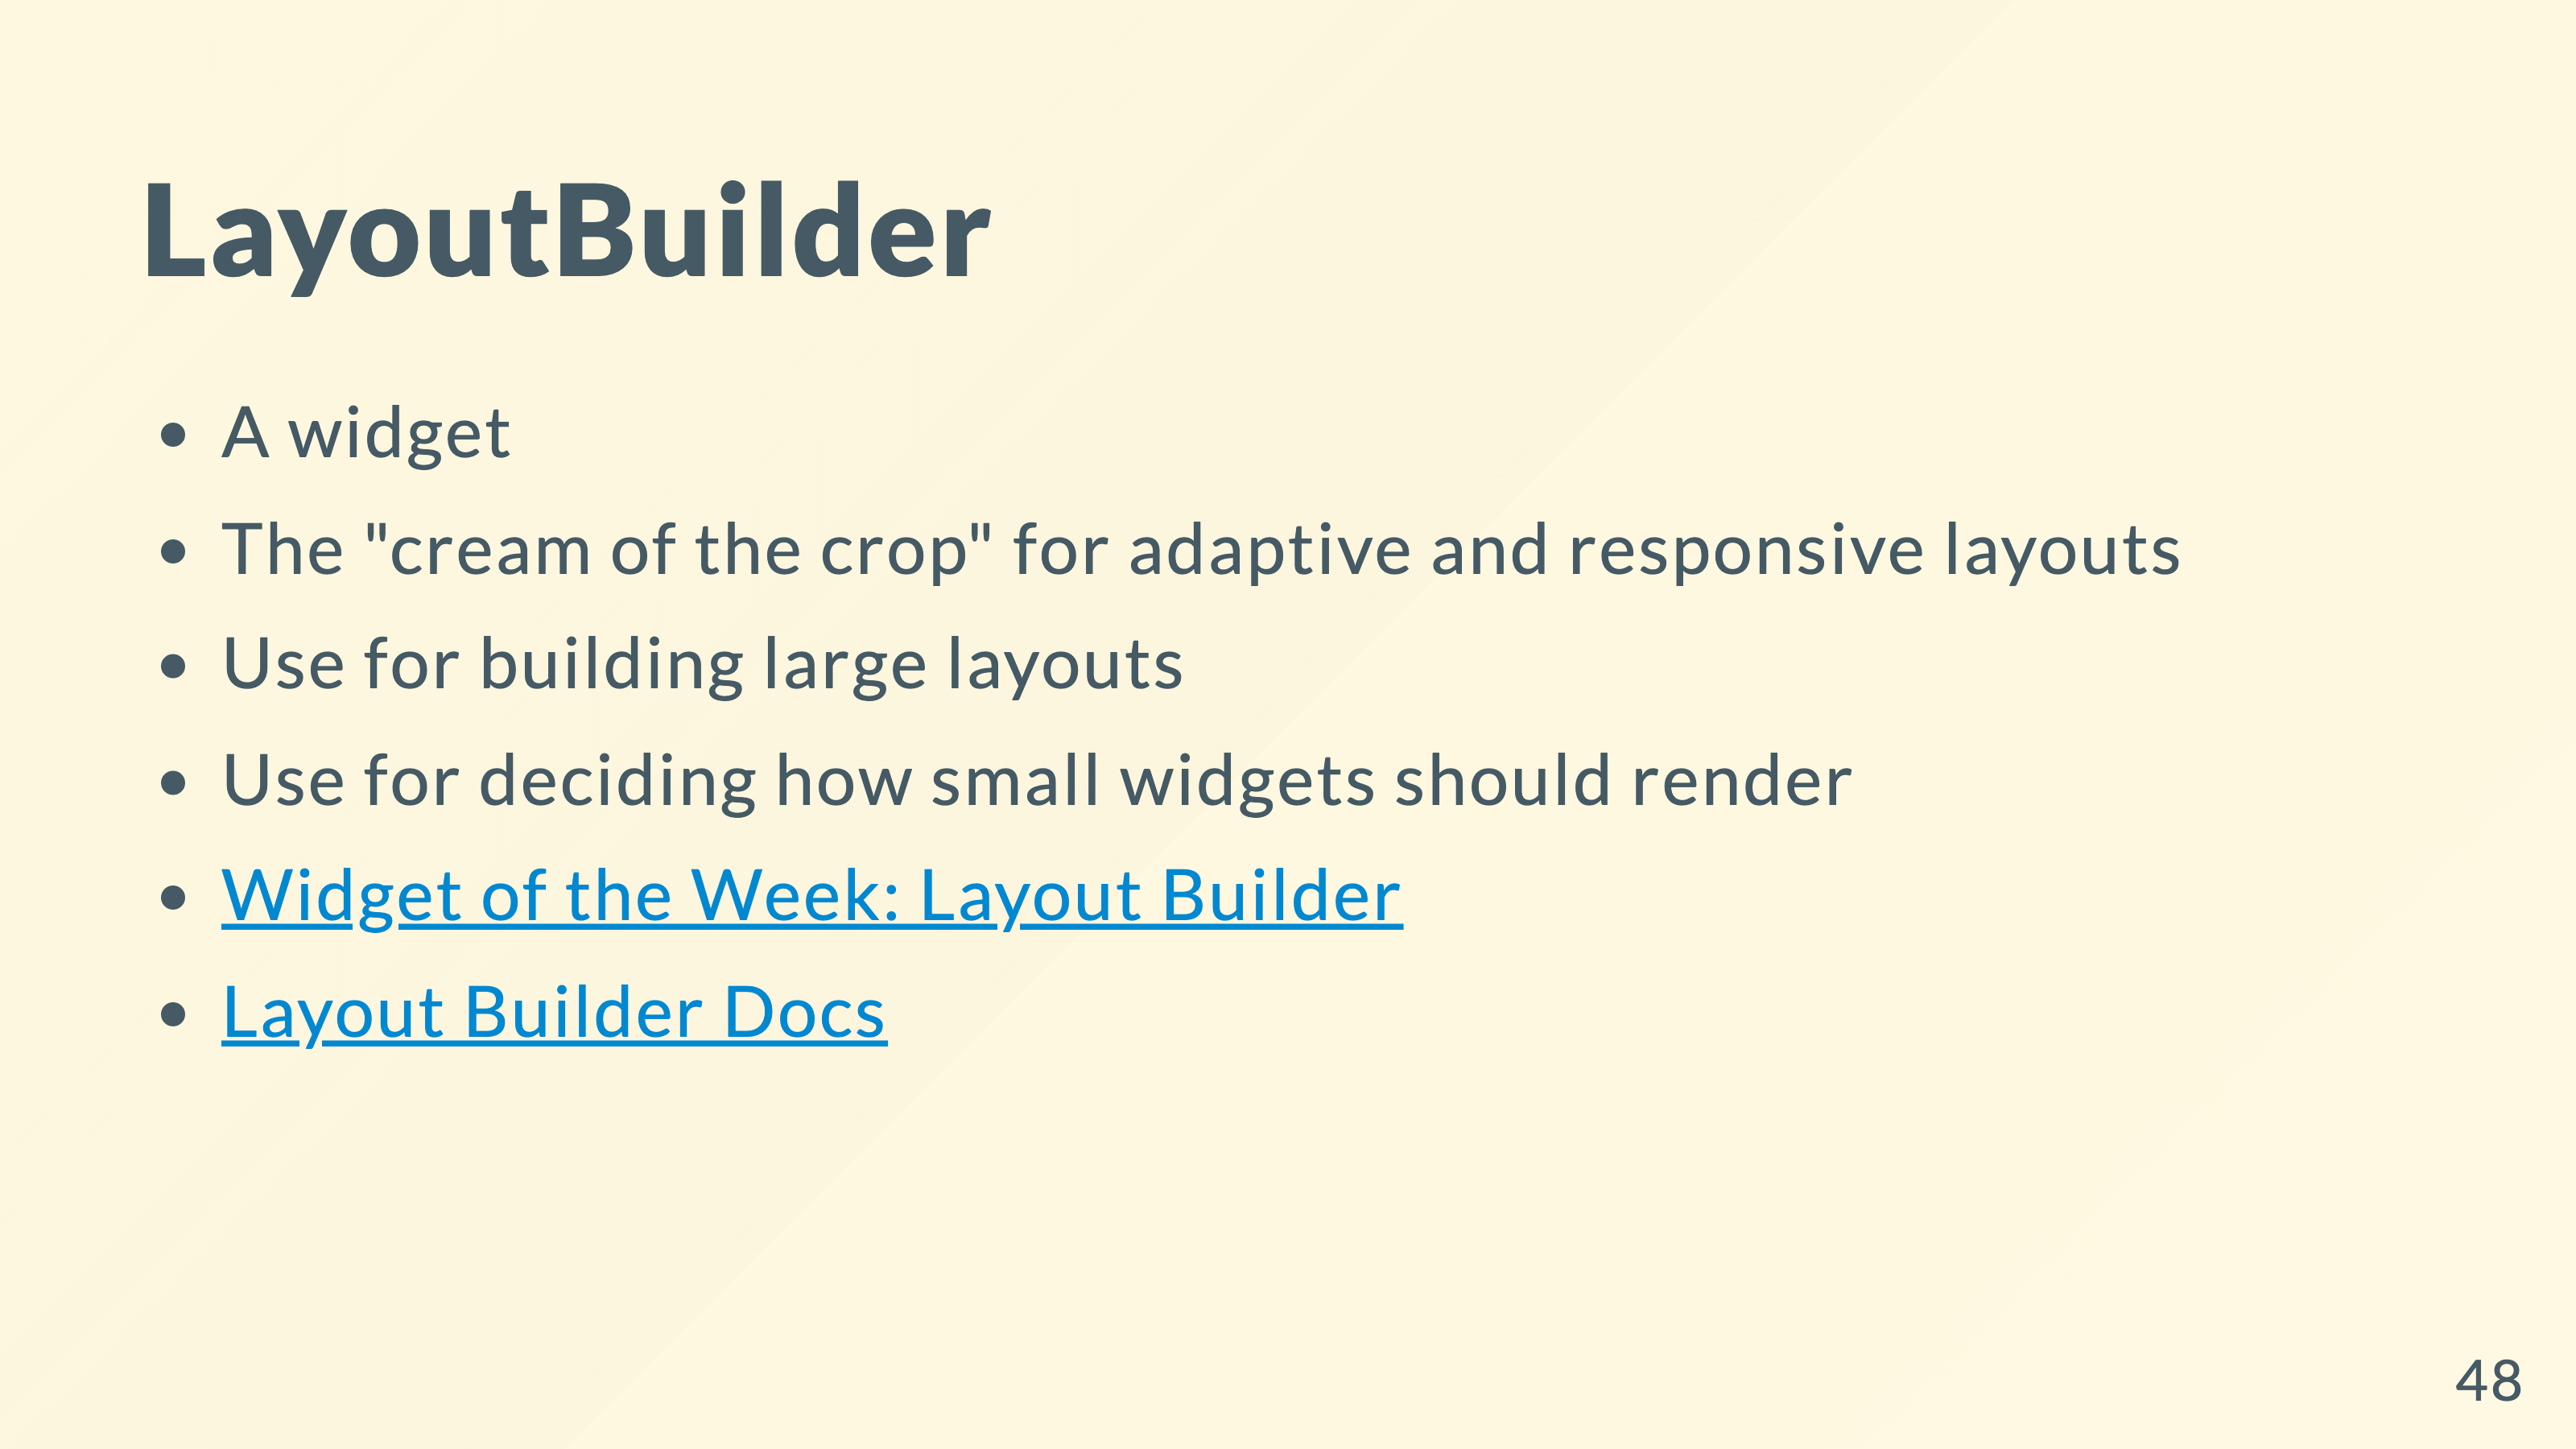 LayoutBuilder
• A widget
• The "cream of the crop" for adaptive and responsive layouts
• Use for building large layouts
• Use for deciding how small widgets should render
• Widget of the Week: Layout Builder
• Layout Builder Docs
48